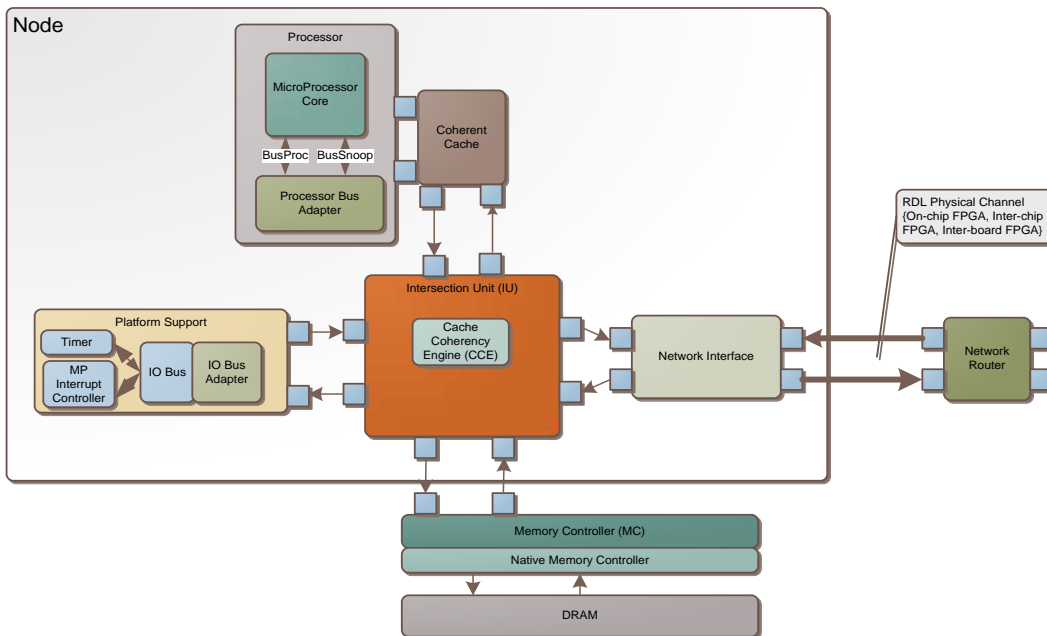 Node
Processor
MicroProcessor
Core
BusProc
BusSnoop
Processor Bus
Adapter
Coherent
Cache
RDL Physical Channel
{On-chip FPGA, Inter-chip
FPGA, Inter-board FPGA}
Intersection Unit (IU)
Cache
Coherency
Engine (CCE)
Platform Support
Timer
MP
Interrupt
Controller
IO Bus
IO Bus
Adapter
Network Interface
Network
Router
Memory Controller (MC)
Native Memory Controller
DRAM